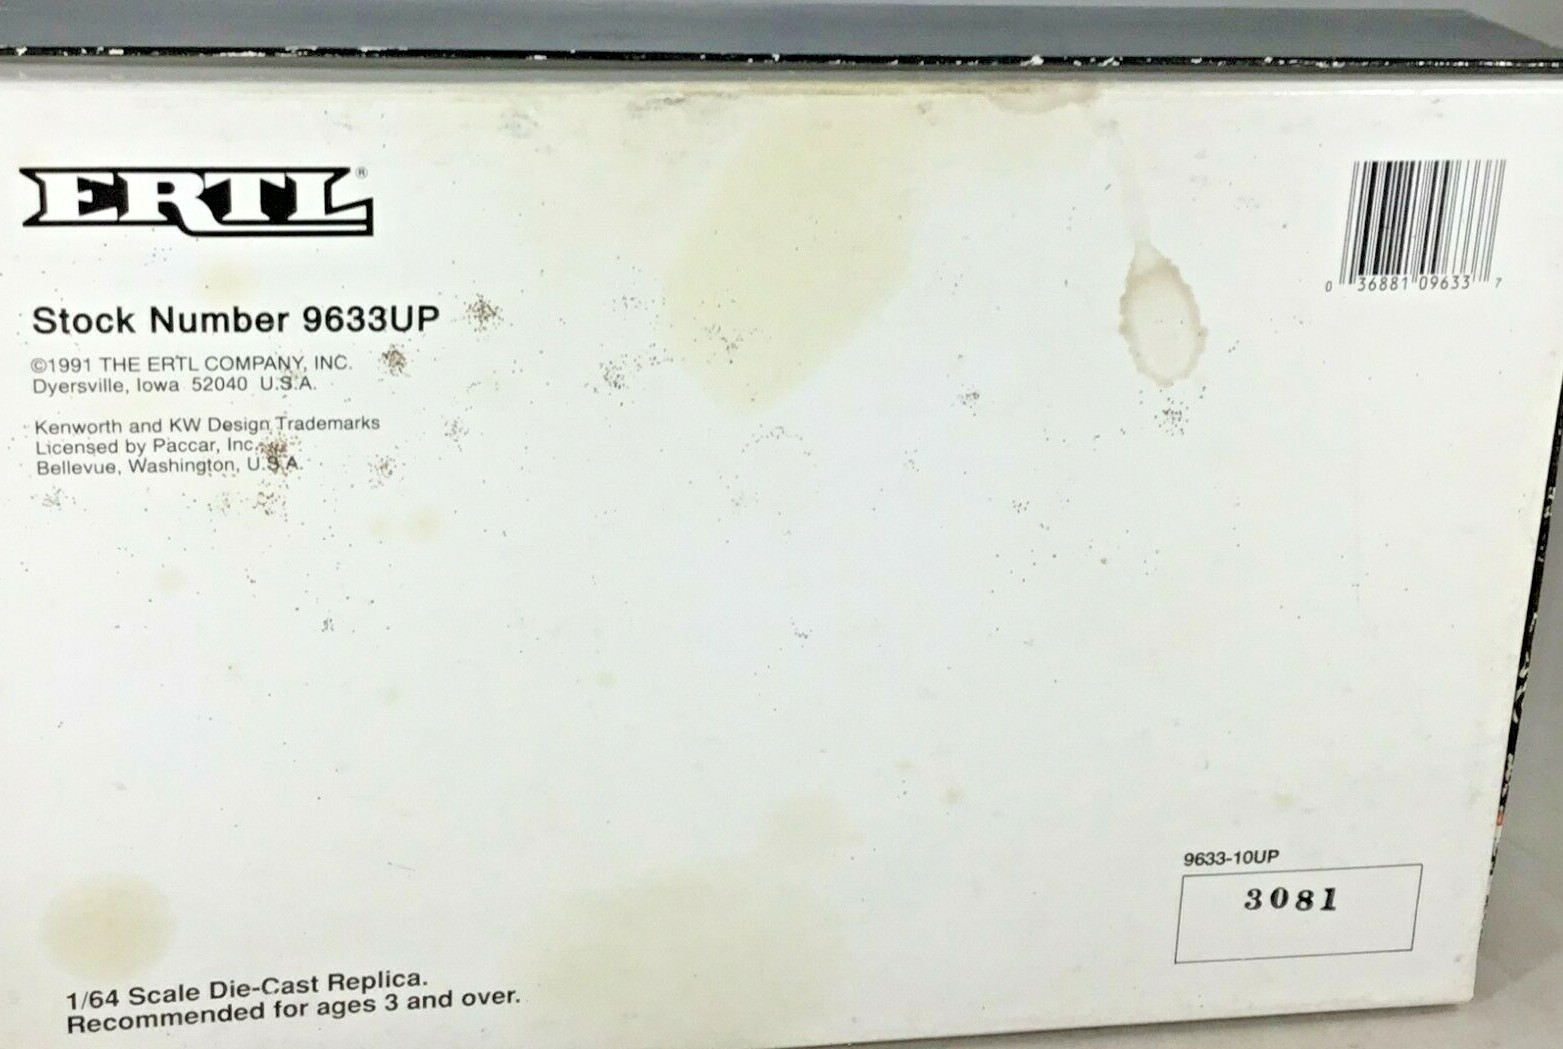 ERTL®
Stock Number 9633UP
©1991 THE ERTL COMPANY, INC.
Dyersville, Iowa 52040 U.S.A.
Kenworth and KW Design Trademarks
Licensed by Paccar, Inc.
Bellevue, Washington, U.S.A.
0 36881 09633 7
9633-10UP
3081
1/64 Scale Die-Cast Replica.
Recommended for ages 3 and over.